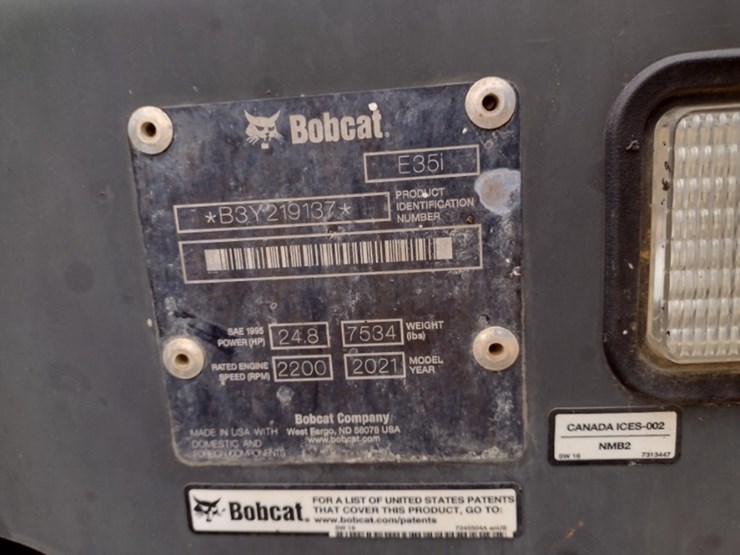 Bobcat.
E35i
*B3Y219137*
PRODUCT
IDENTIFICATION
NUMBER
SAE 1995
POWER (HP)
24.8
7534
WEIGHT
(lbs)
RATED ENGINE
SPEED (RPM)
2200
2021
MODEL
YEAR
Bobcat Company
West Fargo, ND 58078 USA
www.bobcat.com
MADE IN USA WITH
DOMESTIC AND
FOREIGN COMPONENTS
CANADA ICES-002
NMB2
SW 16 7313447
Bobcat.
FOR A LIST OF UNITED STATES PATENTS
THAT COVER THIS PRODUCT, GO TO:
www.bobcat.com/patents